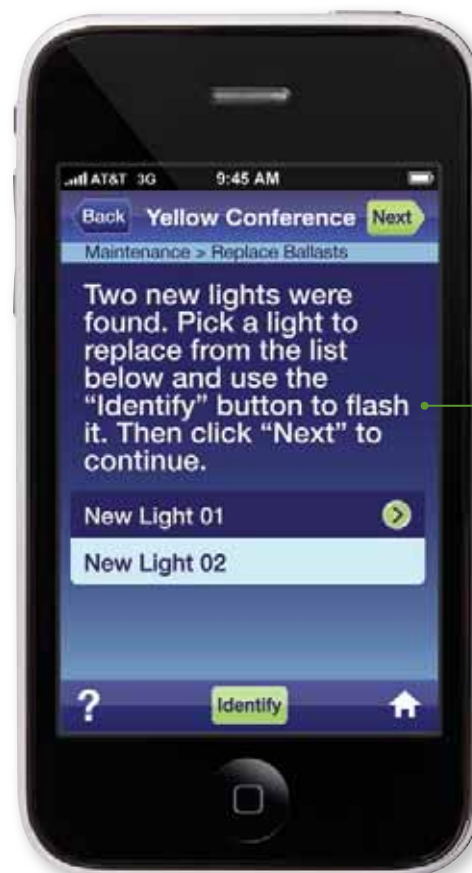 AT&T 3G 9:45 AM
Back Yellow Conference Next
Maintenance > Replace Ballasts
Two new lights were
found. Pick a light to
replace from the list
below and use the
“Identify” button to flash
it. Then click “Next” to
continue.
New Light 01
New Light 02
? Identify